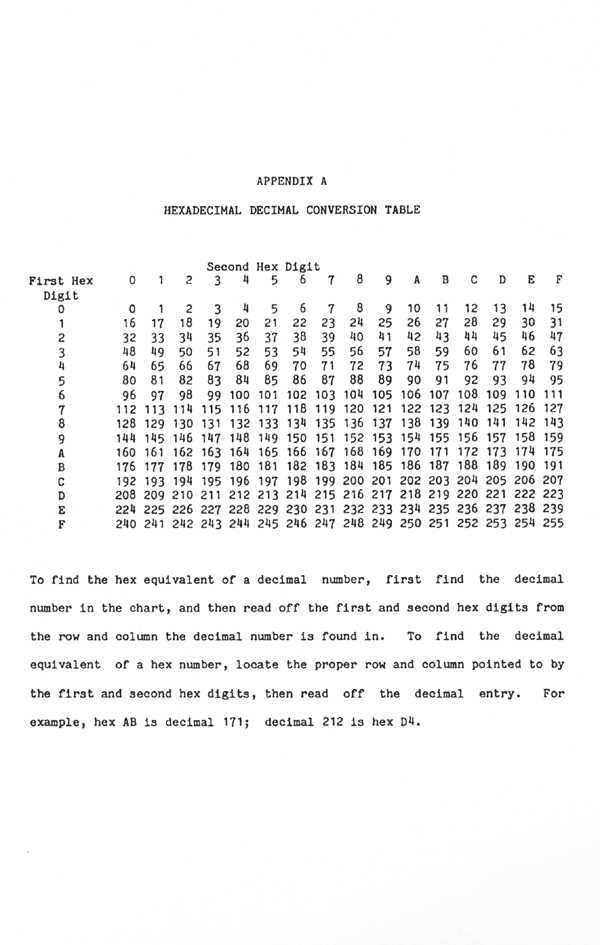 APPENDIX A
HEXADECIMAL DECIMAL CONVERSION TABLE
Second Hex Digit
First Hex 0 1 2 3 4 5 6 7 8 9 A B C D E F
Digit
0 0 1 2 3 4 5 6 7 8 9 10 11 12 13 14 15
1 16 17 18 19 20 21 22 23 24 25 26 27 28 29 30 31
2 32 33 34 35 36 37 38 39 40 41 42 43 44 45 46 47
3 48 49 50 51 52 53 54 55 56 57 58 59 60 61 62 63
4 64 65 66 67 68 69 70 71 72 73 74 75 76 77 78 79
5 80 81 82 83 84 85 86 87 88 89 90 91 92 93 94 95
6 96 97 98 99 100 101 102 103 104 105 106 107 108 109 110 111
7 112 113 114 115 116 117 118 119 120 121 122 123 124 125 126 127
8 128 129 130 131 132 133 134 135 136 137 138 139 140 141 142 143
9 144 145 146 147 148 149 150 151 152 153 154 155 156 157 158 159
A 160 161 162 163 164 165 166 167 168 169 170 171 172 173 174 175
B 176 177 178 179 180 181 182 183 184 185 186 187 188 189 190 191
C 192 193 194 195 196 197 198 199 200 201 202 203 204 205 206 207
D 208 209 210 211 212 213 214 215 216 217 218 219 220 221 222 223
E 224 225 226 227 228 229 230 231 232 233 234 235 236 237 238 239
F 240 241 242 243 244 245 246 247 248 249 250 251 252 253 254 255
To find the hex equivalent of a decimal number, first find the decimal
number in the chart, and then read off the first and second hex digits from
the row and column the decimal number is found in. To find the decimal
equivalent of a hex number, locate the proper row and column pointed to by
the first and second hex digits, then read off the decimal entry. For
example, hex AB is decimal 171; decimal 212 is hex D4.